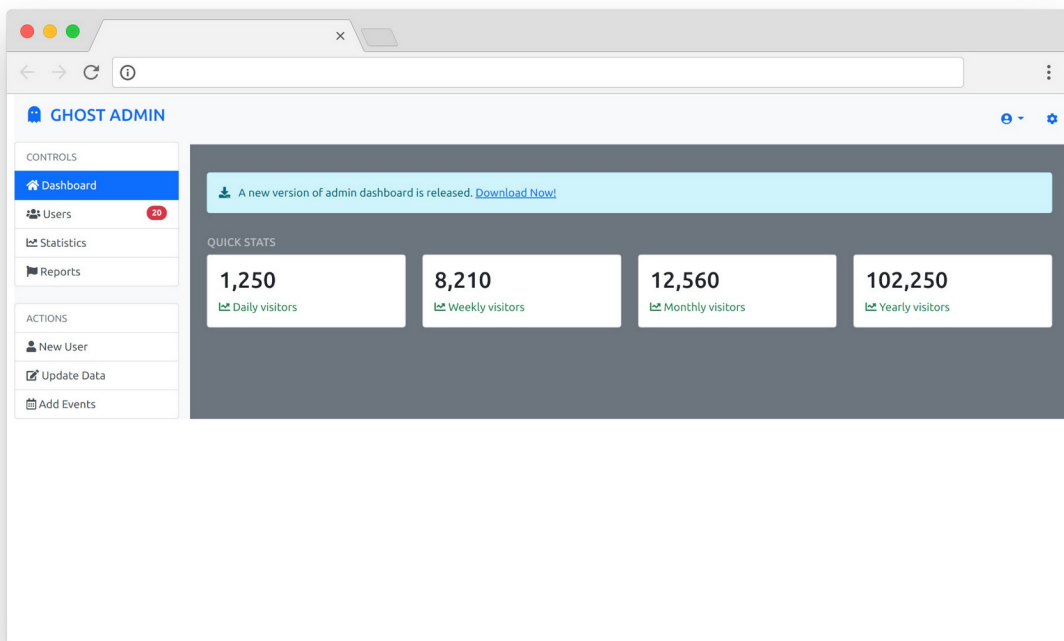 GHOST ADMIN
CONTROLS
Dashboard
Users 20
Statistics
Reports
ACTIONS
New User
Update Data
Add Events
A new version of admin dashboard is released. Download Now!
QUICK STATS
1,250
Daily visitors
8,210
Weekly visitors
12,560
Monthly visitors
102,250
Yearly visitors